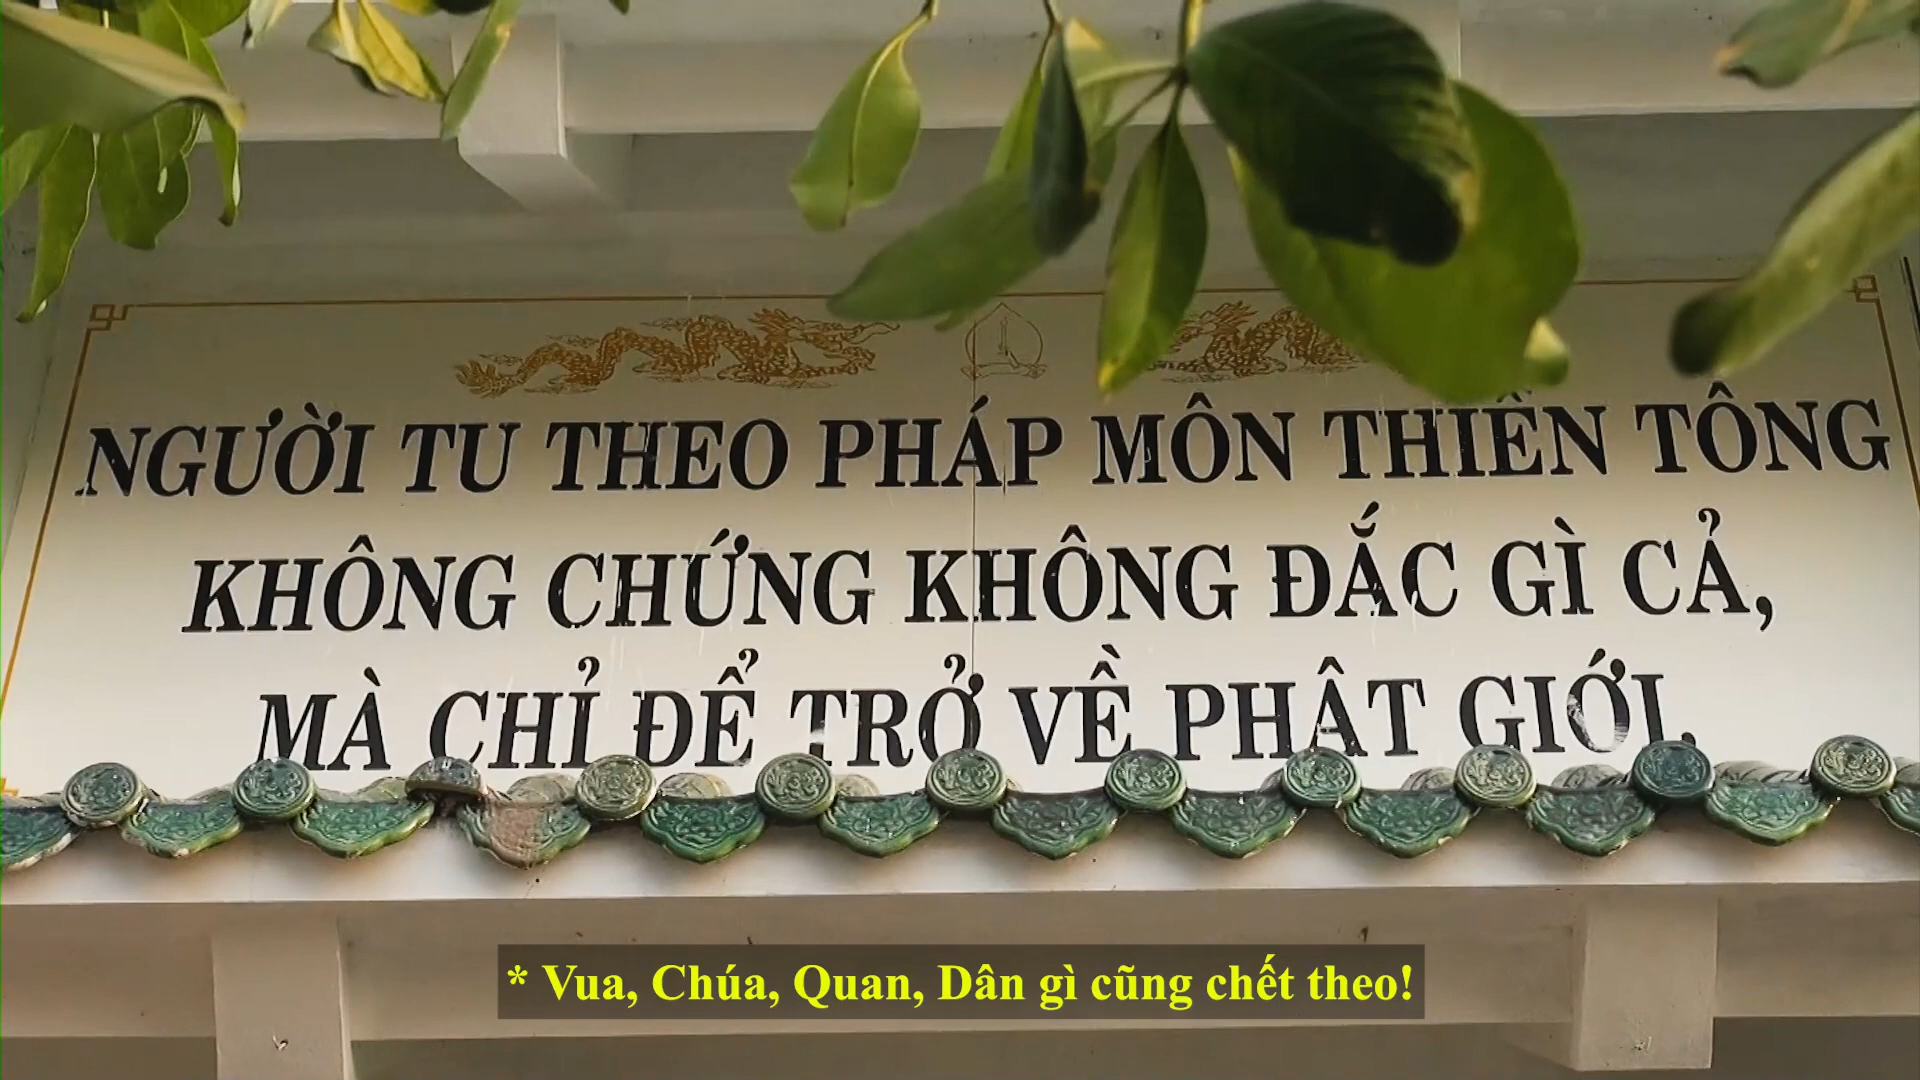 NGƯỜI TU THEO PHÁP MÔN THIỀN TÔNG
KHÔNG CHỨNG KHÔNG ĐẮC GÌ CẢ,
MÀ CHỈ ĐỂ TRỞ VỀ PHẬT GIỚI.
* Vua, Chúa, Quan, Dân gì cũng chết theo!